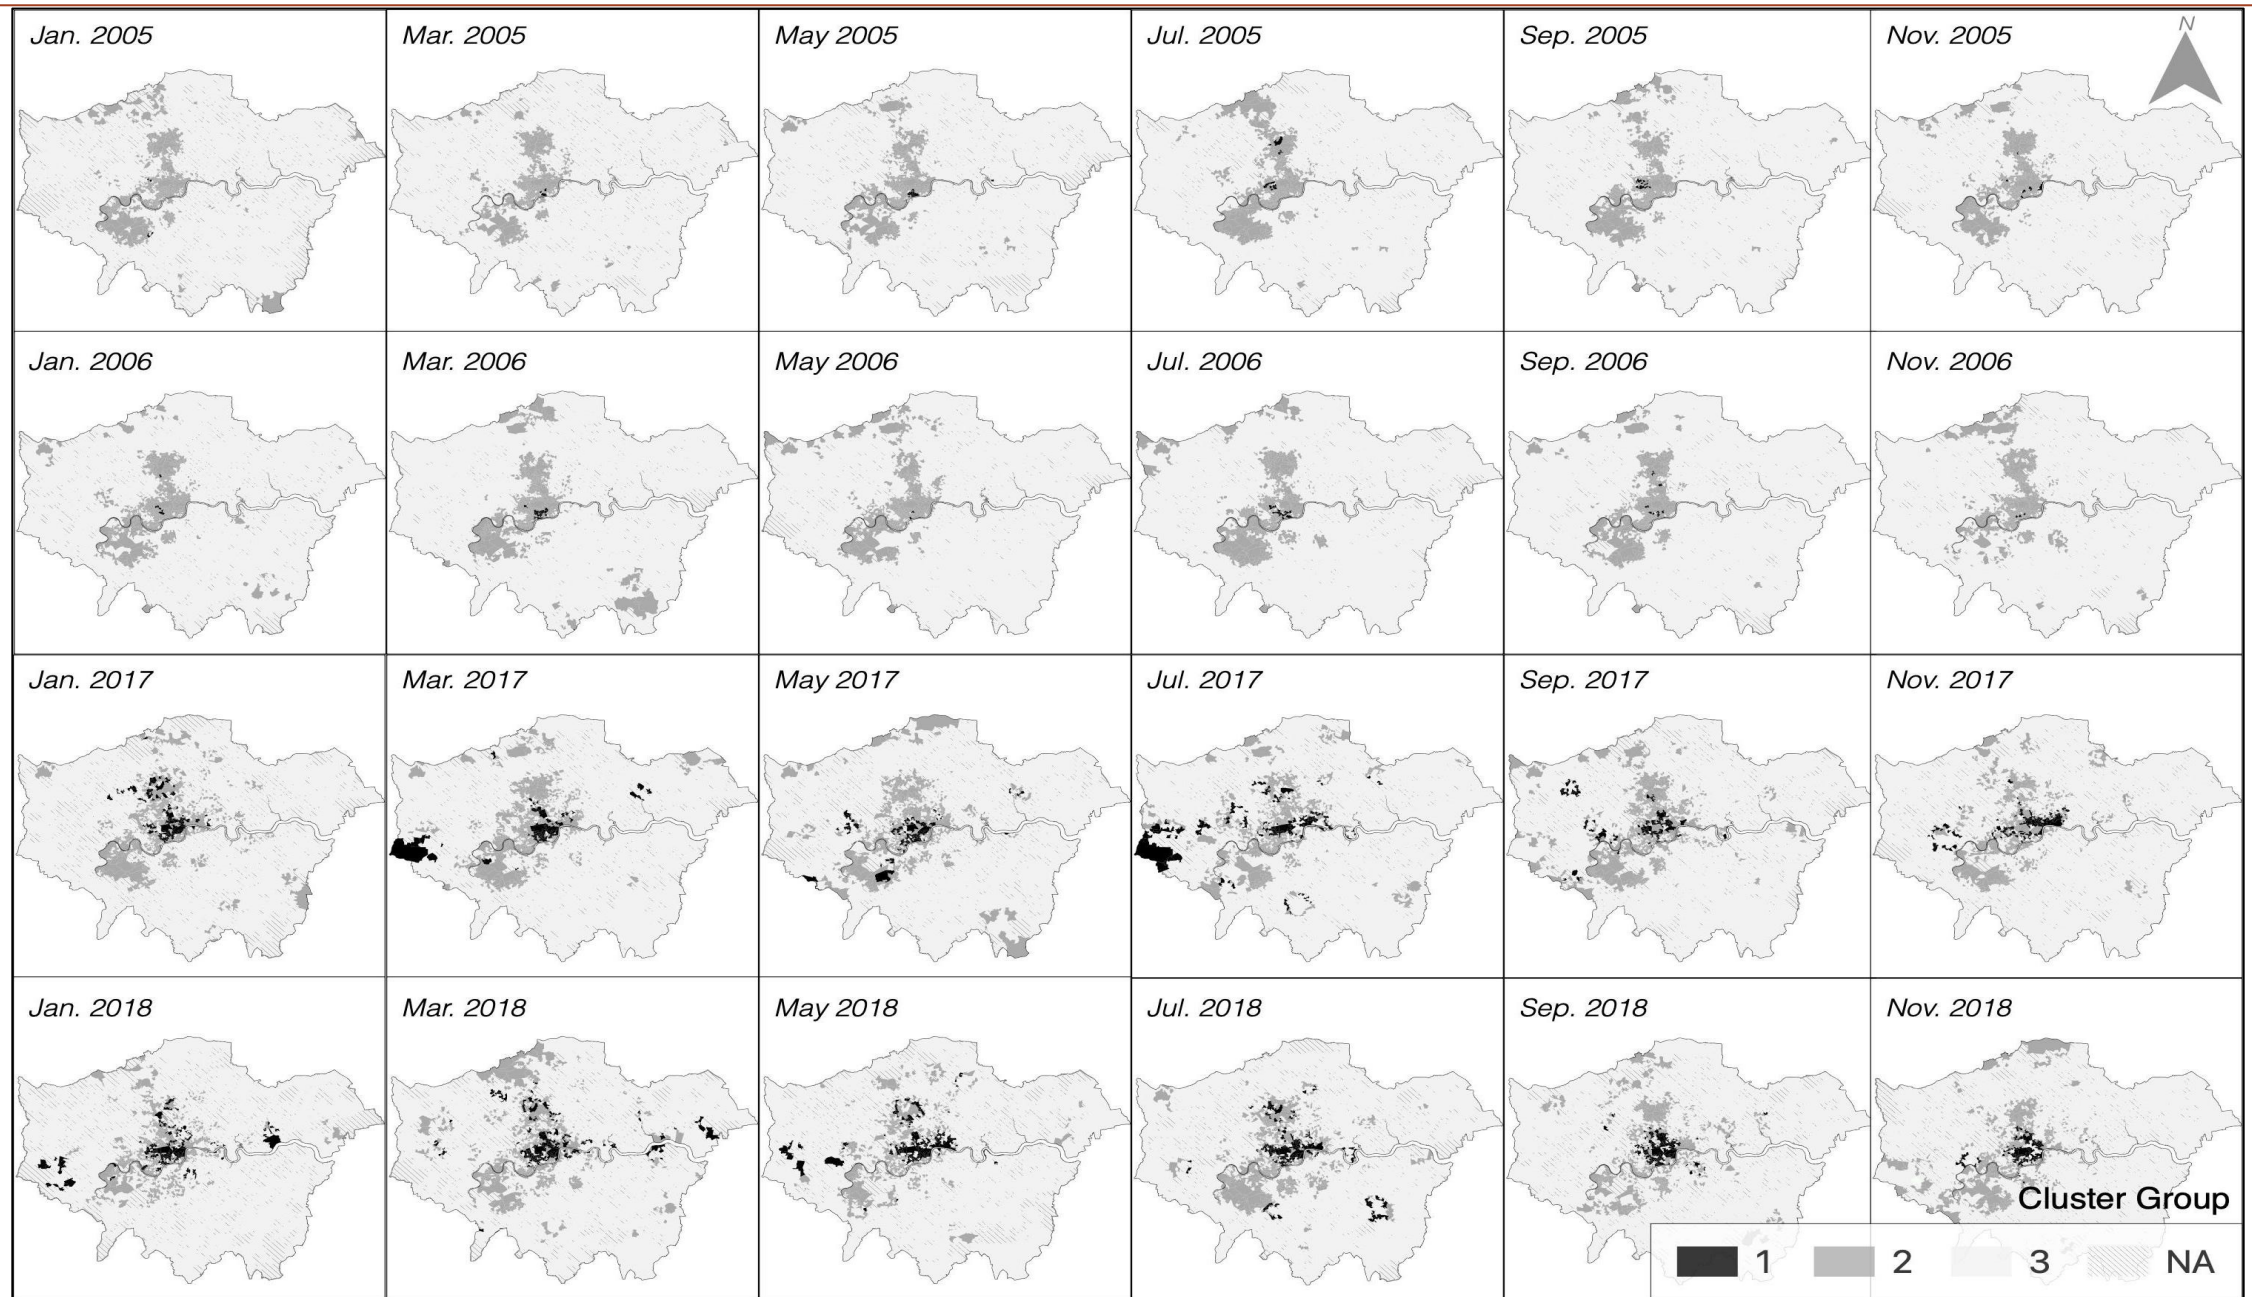 Jan. 2005
Mar. 2005
May 2005
Jul. 2005
Sep. 2005
Nov. 2005
N
Jan. 2006
Mar. 2006
May 2006
Jul. 2006
Sep. 2006
Nov. 2006
Jan. 2017
Mar. 2017
May 2017
Jul. 2017
Sep. 2017
Nov. 2017
Jan. 2018
Mar. 2018
May 2018
Jul. 2018
Sep. 2018
Nov. 2018
Cluster Group
1
2
3
NA